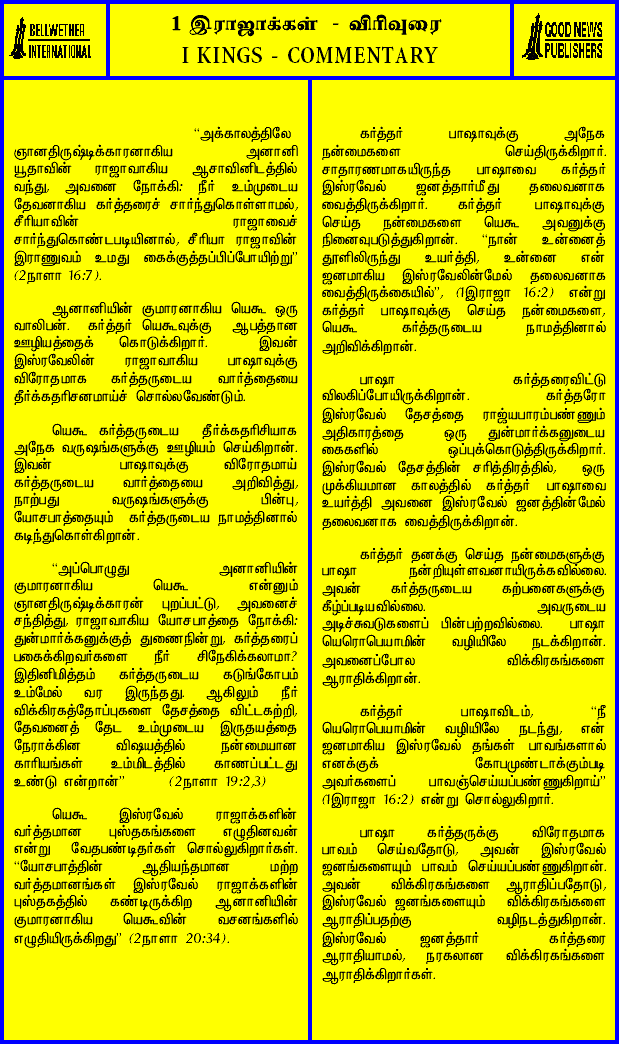 BELLWETHER
INTERNATIONAL
1 இராஜாக்கள் - விரிவுரை
I KINGS - COMMENTARY
GOOD NEWS
PUBLISHERS
“அக்காலத்திலே
ஞானதிருஷ்டிக்காரனாகிய அனானி
யூதாவின் ராஜாவாகிய ஆசாவினிடத்தில்
வந்து, அவனை நோக்கி: நீர் உம்முடைய
தேவனாகிய கர்த்தரைச் சார்ந்துகொள்ளாமல்,
சீரியாவின் ராஜாவைச்
சார்ந்துகொண்டபடியினால், சீரியா ராஜாவின்
இராணுவம் உமது கைக்குத்தப்பிப்போயிற்று”
(2நாளா 16:7).
ஆனானியின் குமாரனாகிய யெகூ ஒரு
வாலிபன். கர்த்தர் யெகூவுக்கு ஆபத்தான
ஊழியத்தைக் கொடுக்கிறார். இவன்
இஸ்ரவேலின் ராஜாவாகிய பாஷாவுக்கு
விரோதமாக கர்த்தருடைய வார்த்தையை
தீர்க்கதரிசனமாய்ச் சொல்லவேண்டும்.
யெகூ கர்த்தருடைய தீர்க்கதரிசியாக
அநேக வருஷங்களுக்கு ஊழியம் செய்கிறான்.
இவன் பாஷாவுக்கு விரோதமாய்
கர்த்தருடைய வார்த்தையை அறிவித்து,
நாற்பது வருஷங்களுக்கு பின்பு,
யோசபாத்தையும் கர்த்தருடைய நாமத்தினால்
கடிந்துகொள்கிறான்.
“அப்பொழுது அனானியின்
குமாரனாகிய யெகூ என்னும்
ஞானதிருஷ்டிக்காரன் புறப்பட்டு, அவனைச்
சந்தித்து, ராஜாவாகிய யோசபாத்தை நோக்கி:
துன்மார்க்கனுக்குத் துணைநின்று, கர்த்தரைப்
பகைக்கிறவர்களை நீர் சிநேகிக்கலாமா?
இதினிமித்தம் கர்த்தருடைய கடுங்கோபம்
உம்மேல் வர இருந்தது. ஆகிலும் நீர்
விக்கிரகத்தோப்புகளை தேசத்தை விட்டகற்றி,
தேவனைத் தேட உம்முடைய இருதயத்தை
நேராக்கின விஷயத்தில் நன்மையான
காரியங்கள் உம்மிடத்தில் காணப்பட்டது
உண்டு என்றான்” (2நாளா 19:2,3)
யெகூ இஸ்ரவேல் ராஜாக்களின்
வர்த்தமான புஸ்தகங்களை எழுதினவன்
என்று வேதபண்டிதர்கள் சொல்லுகிறார்கள்.
“யோசபாத்தின் ஆதியந்தமான மற்ற
வர்த்தமானங்கள் இஸ்ரவேல் ராஜாக்களின்
புஸ்தகத்தில் கண்டிருக்கிற ஆனானியின்
குமாரனாகிய யெகூவின் வசனங்களில்
எழுதியிருக்கிறது” (2நாளா 20:34).
கர்த்தர் பாஷாவுக்கு அநேக
நன்மைகளை செய்திருக்கிறார்.
சாதாரணமாகயிருந்த பாஷாவை கர்த்தர்
இஸ்ரவேல் ஜனத்தார்மீது தலைவனாக
வைத்திருக்கிறார். கர்த்தர் பாஷாவுக்கு
செய்த நன்மைகளை யெகூ அவனுக்கு
நினைவுபடுத்துகிறான். “நான் உன்னைத்
தூளிலிருந்து உயர்த்தி, உன்னை என்
ஜனமாகிய இஸ்ரவேலின்மேல் தலைவனாக
வைத்திருக்கையில்”, (1இராஜா 16:2) என்று
கர்த்தர் பாஷாவுக்கு செய்த நன்மைகளை,
யெகூ கர்த்தருடைய நாமத்தினால்
அறிவிக்கிறான்.
பாஷா கர்த்தரைவிட்டு
விலகிப்போயிருக்கிறான். கர்த்தரோ
இஸ்ரவேல் தேசத்தை ராஜ்யபாரம்பண்ணும்
அதிகாரத்தை ஒரு துன்மார்க்கனுடைய
கைகளில் ஒப்புக்கொடுத்திருக்கிறார்.
இஸ்ரவேல் தேசத்தின் சரித்திரத்தில், ஒரு
முக்கியமான காலத்தில் கர்த்தர் பாஷாவை
உயர்த்தி அவனை இஸ்ரவேல் ஜனத்தின்மேல்
தலைவனாக வைத்திருக்கிறான்.
கர்த்தர் தனக்கு செய்த நன்மைகளுக்கு
பாஷா நன்றியுள்ளவனாயிருக்கவில்லை.
அவன் கர்த்தருடைய கற்பனைகளுக்கு
கீழ்ப்படியவில்லை. அவருடைய
அடிச்சுவடுகளைப் பின்பற்றவில்லை. பாஷா
யெரொபெயாமின் வழியிலே நடக்கிறான்.
அவனைப்போல விக்கிரகங்களை
ஆராதிக்கிறான்.
கர்த்தர் பாஷாவிடம், “நீ
யெரொபெயாமின் வழியிலே நடந்து, என்
ஜனமாகிய இஸ்ரவேல் தங்கள் பாவங்களால்
எனக்குக் கோபமுண்டாக்கும்படி
அவர்களைப் பாவஞ்செய்யப்பண்ணுகிறாய்”
(1இராஜா 16:2) என்று சொல்லுகிறார்.
பாஷா கர்த்தருக்கு விரோதமாக
பாவம் செய்வதோடு, அவன் இஸ்ரவேல்
ஜனங்களையும் பாவம் செய்யப்பண்ணுகிறான்.
அவன் விக்கிரகங்களை ஆராதிப்பதோடு,
இஸ்ரவேல் ஜனங்களையும் விக்கிரகங்களை
ஆராதிப்பதற்கு வழிநடத்துகிறான்.
இஸ்ரவேல் ஜனத்தார் கர்த்தரை
ஆராதியாமல், நரகலான விக்கிரகங்களை
ஆராதிக்கிறார்கள்.